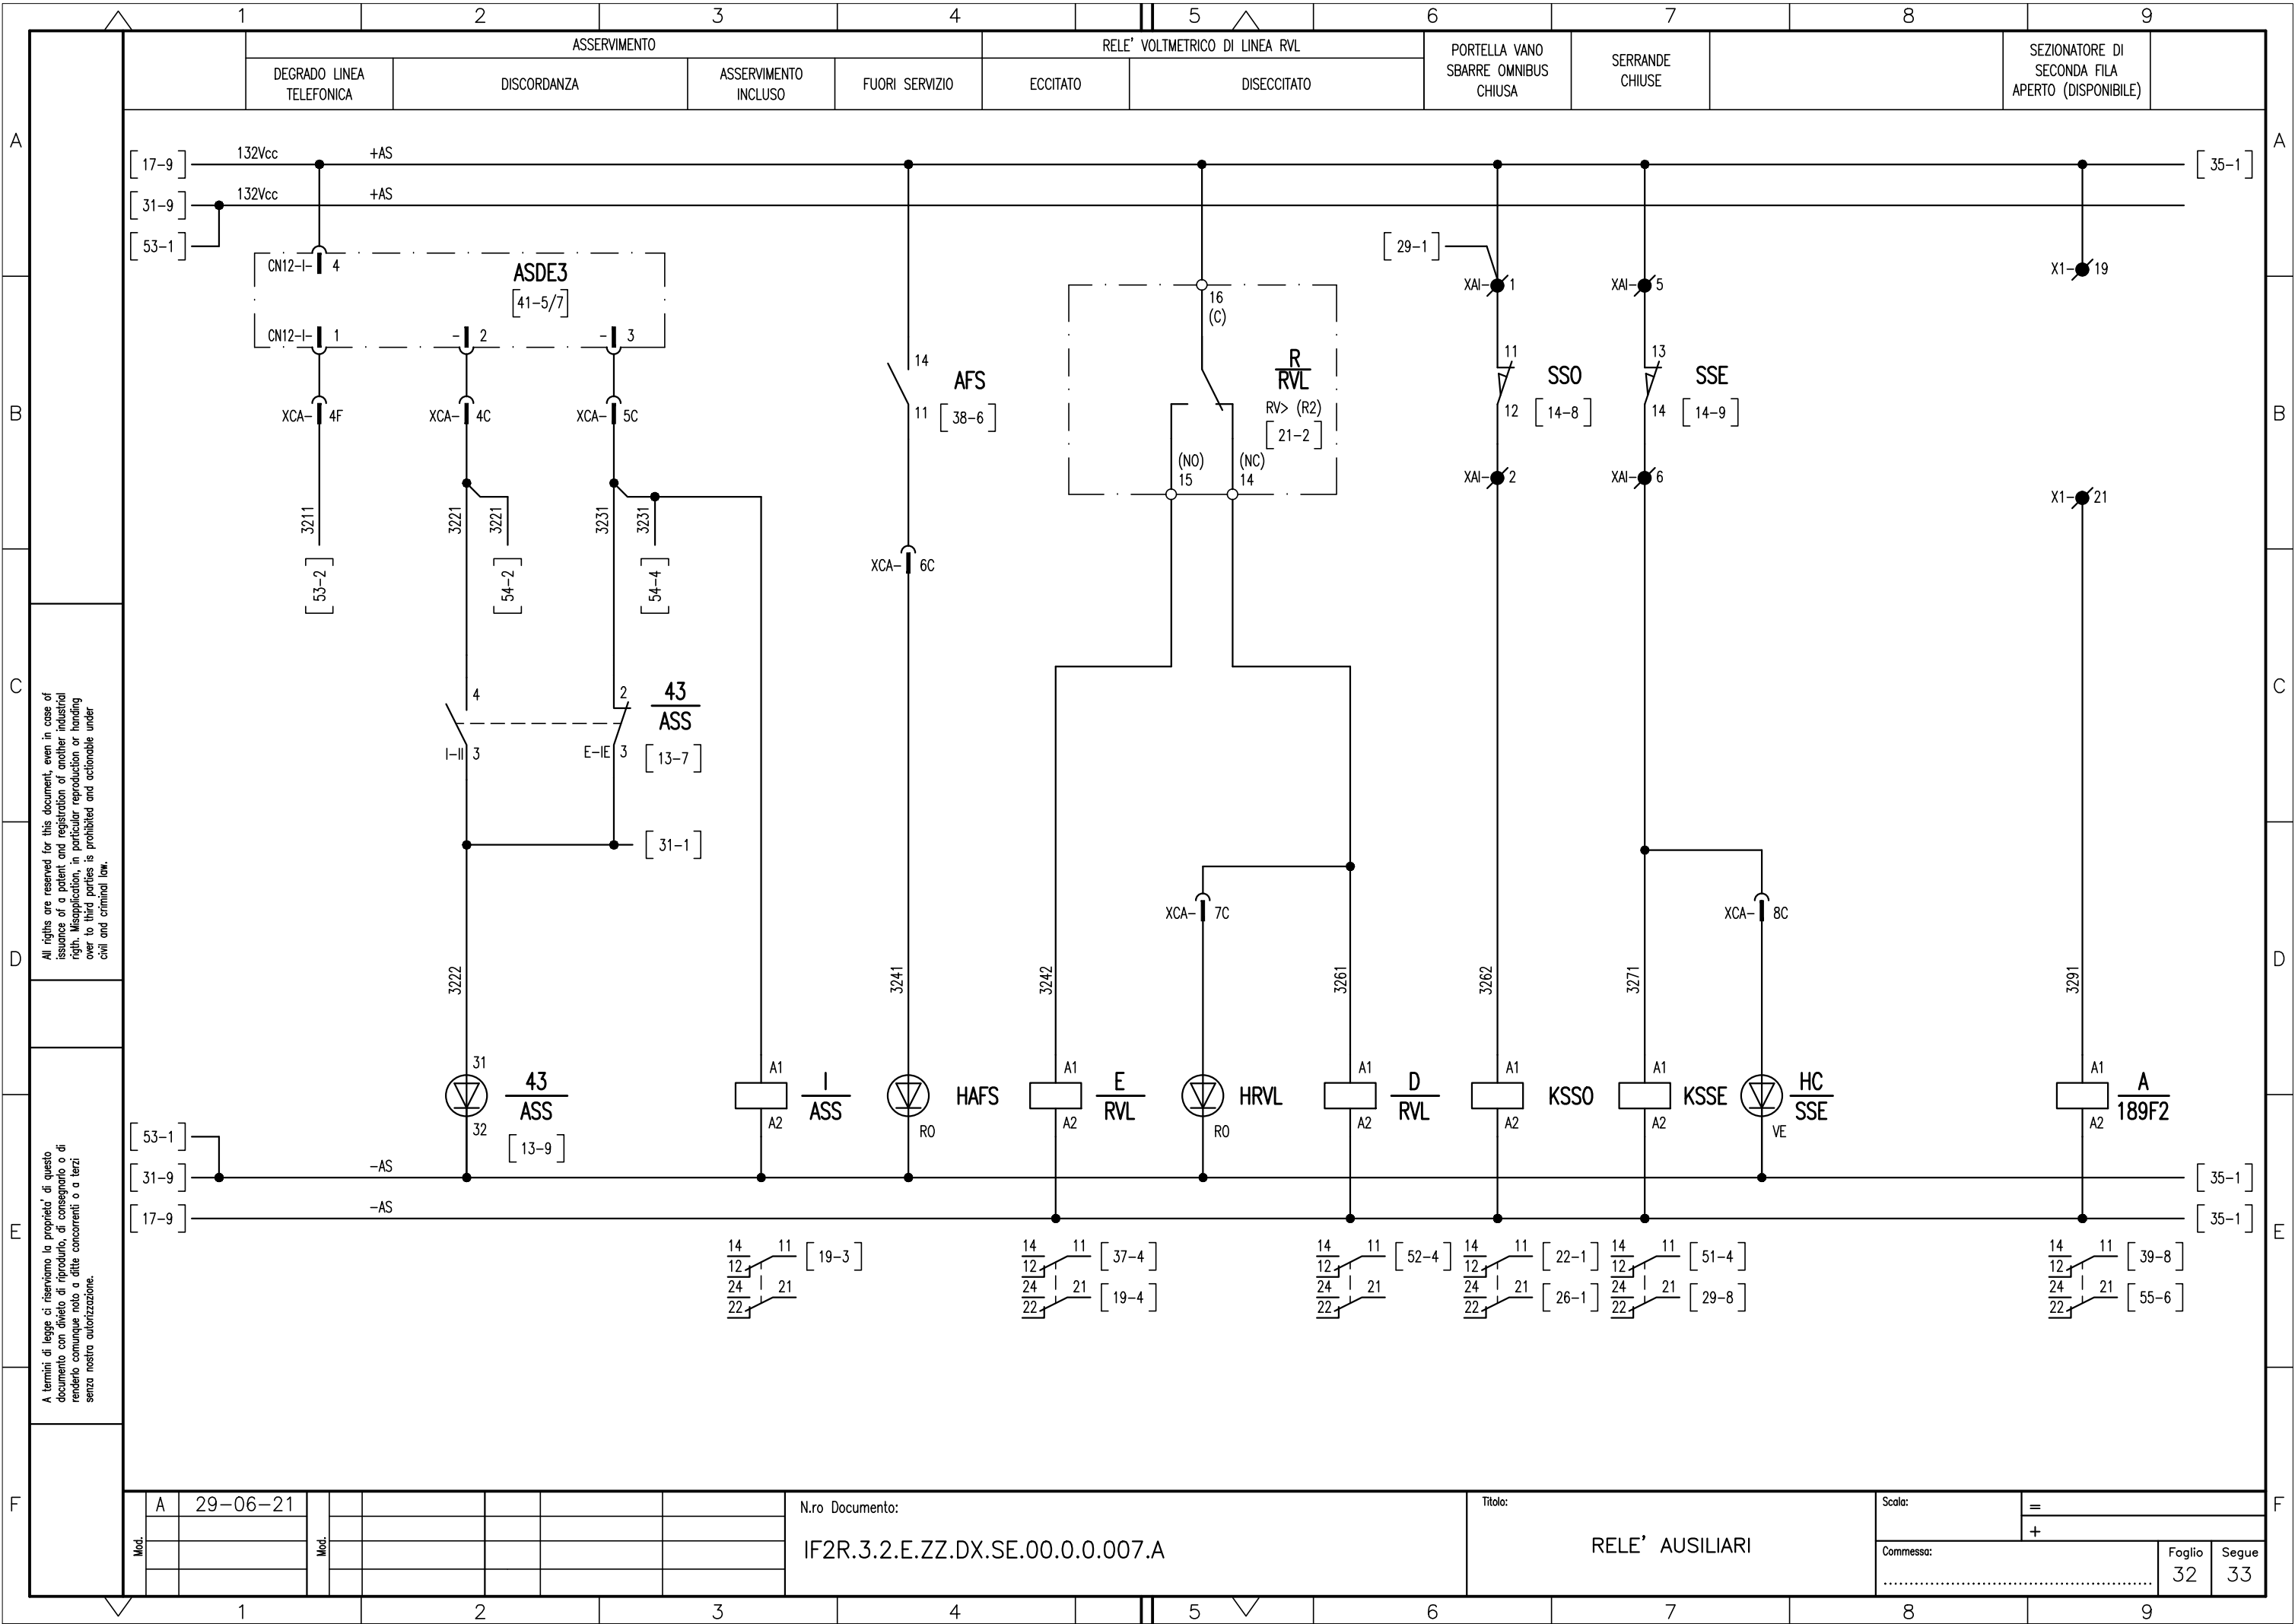 1 2 3 4 5 6 7 8 9
ASSERVIMENTO
RELE' VOLTMETRICO DI LINEA RVL
DEGRADO LINEA
TELEFONICA
DISCORDANZA
ASSERVIMENTO
INCLUSO
FUORI SERVIZIO
ECCITATO
DISECCITATO
PORTELLA VANO
SBARRE OMNIBUS
CHIUSA
SERRANDE
CHIUSE
SEZIONATORE DI
SECONDA FILA
APERTO (DISPONIBILE)
A A
17-9 132Vcc +AS 35-1
31-9 132Vcc +AS
53-1 29-1
CN12-I- 4
ASDE3
41-5/7
CN12-I- 1 - 2 - 3
X1- 19
XAI- 1 XAI- 5
16
(C)
R
RVL
RV> (R2)
21-2
(NO)
15
(NC)
14
14
AFS
11 38-6
11
SSO
12 14-8
13
SSE
14 14-9
B B
XCA- 4F XCA- 4C XCA- 5C
XAI- 2 XAI- 6
X1- 21
3211 3221 3221 3231 3231
53-2 54-2 54-4
XCA- 6C
C C
4 2
43
ASS
I-II 3 E-IE 3 13-7
31-1
XCA- 7C XCA- 8C
D D
3222 3241 3242 3261 3262 3271 3291
31
43
ASS
32
13-9
A1
I
ASS
A2
HAFS
RO
A1
E
RVL
A2
HRVL
RO
A1
D
RVL
A2
A1
KSSO
A2
A1
KSSE
A2
HC
SSE
VE
A1
A
189F2
A2
53-1
31-9 -AS 35-1
17-9 -AS 35-1
E E
14 11 19-3
12
24 21
22
14 11 37-4
12
24 21 19-4
22
14 11 52-4
12
24 21
22
14 11 22-1
12
24 21 26-1
22
14 11 51-4
12
24 21 29-8
22
14 11 39-8
12
24 21 55-6
22
All rigths are reserved for this document, even in case of
issuance of a patent and registration of another industrial
rigth. Misapplication, in particular reproduction or handing
over to third parties is prohibited and actionable under
civil and criminal law.
A termini di legge ci riserviamo la proprieta' di questo
documento con divieto di riprodurlo, di consegnarlo o di
renderlo comunque noto a ditte concorrenti o a terzi
senza nostra autorizzazione.
F F
Mod. A 29-06-21 Mod.
N.ro Documento:
IF2R.3.2.E.ZZ.DX.SE.00.0.0.007.A
Titolo:
RELE' AUSILIARI
Scala:
=
+
Commessa:
Foglio
32
Segue
33
1 2 3 4 5 6 7 8 9